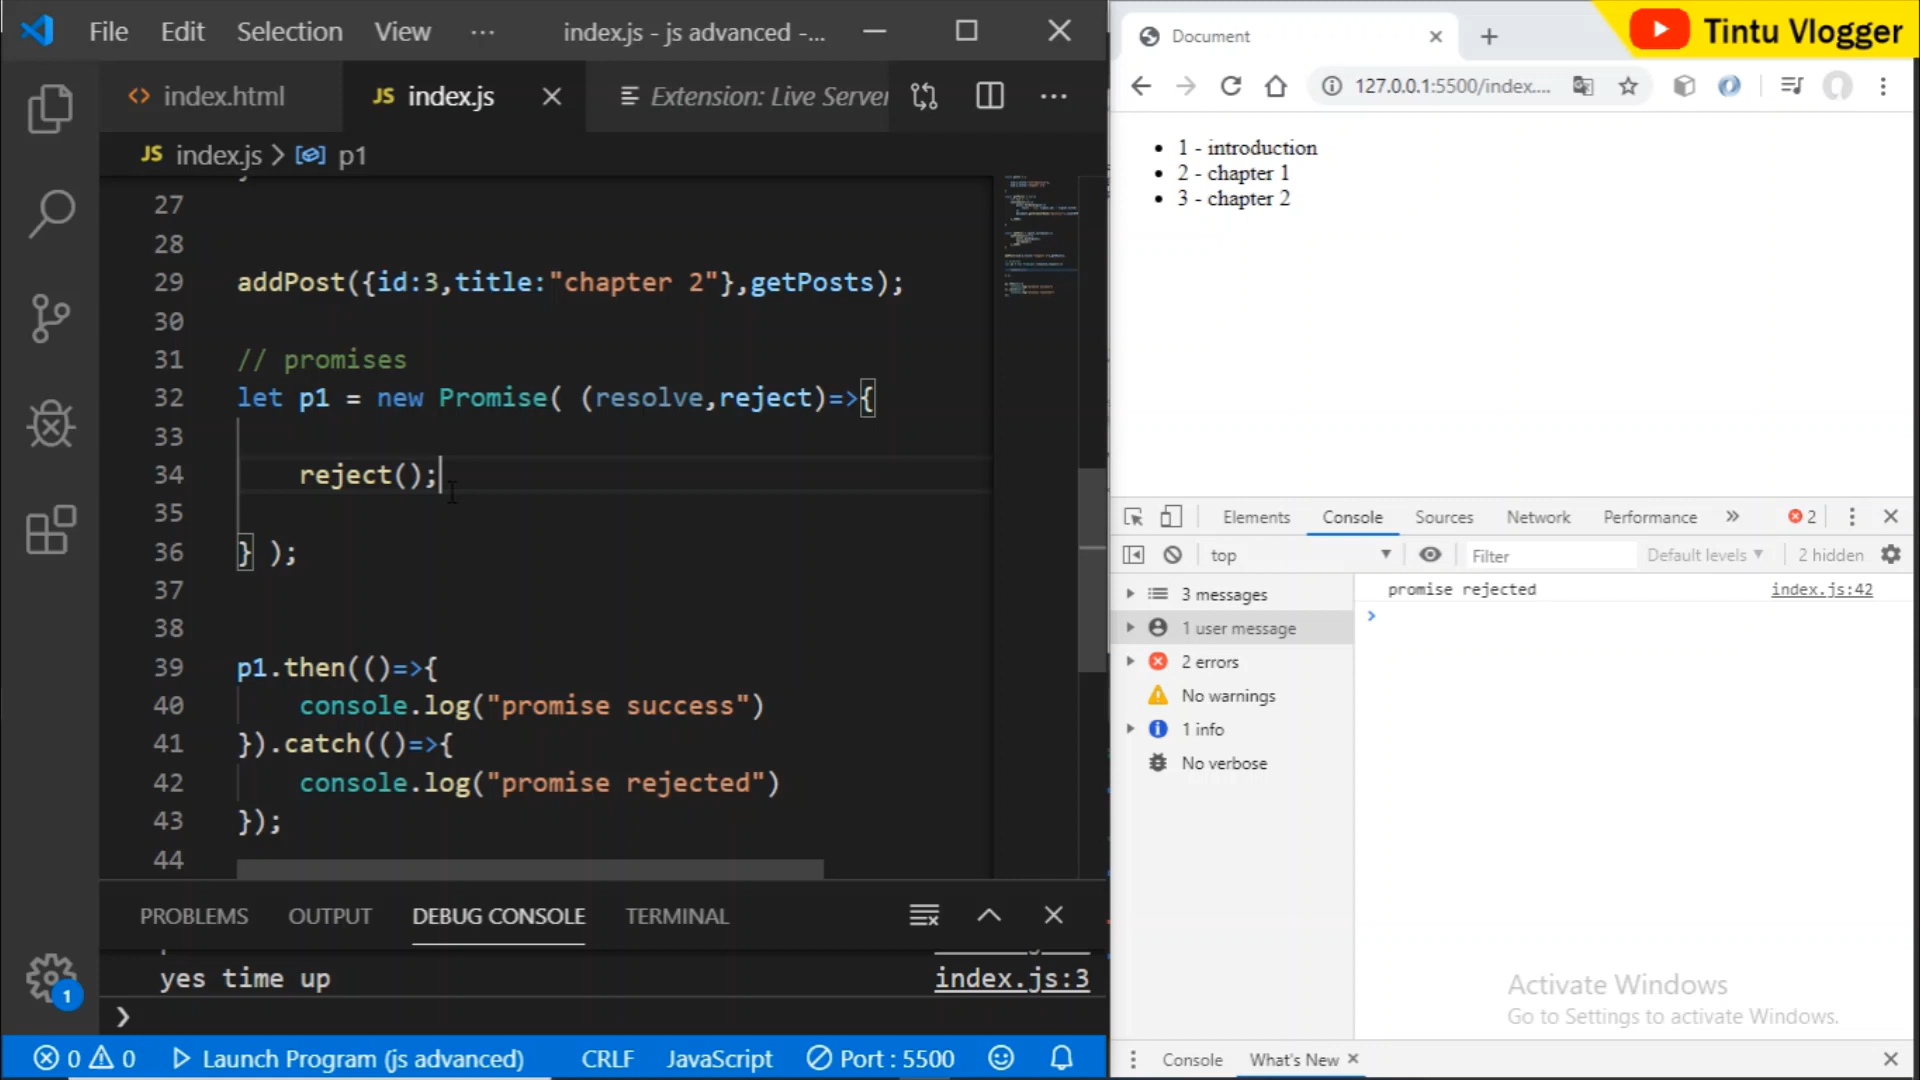 File Edit Selection View ... index.js - js advanced -...
index.html JS index.js Extension: Live Server
JS index.js > p1
27
28
29 addPost({id:3,title:"chapter 2"},getPosts);
30
31 // promises
32 let p1 = new Promise( (resolve,reject)=>{
33
34 reject();
35
36 } );
37
38
39 p1.then(()=>{
40 console.log("promise success")
41 }).catch(()=>{
42 console.log("promise rejected")
43 });
44
PROBLEMS OUTPUT DEBUG CONSOLE TERMINAL
yes time up index.js:3
1
0 0 Launch Program (js advanced) CRLF JavaScript Port : 5500
Document
Tintu Vlogger
127.0.0.1:5500/index....
1 - introduction
2 - chapter 1
3 - chapter 2
Elements Console Sources Network Performance 2
top Filter Default levels 2 hidden
3 messages
1 user message
2 errors
No warnings
1 info
No verbose
promise rejected index.js:42
Activate Windows
Go to Settings to activate Windows.
Console What's New